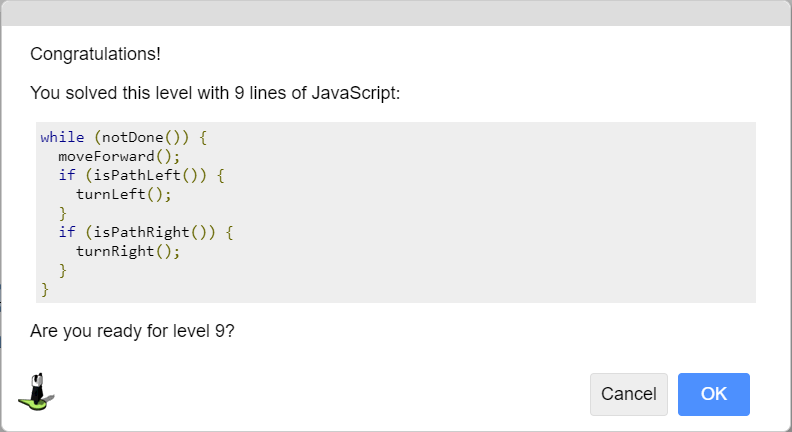 Congratulations!
You solved this level with 9 lines of JavaScript:
while (notDone()) {
  moveForward();
  if (isPathLeft()) {
    turnLeft();
  }
  if (isPathRight()) {
    turnRight();
  }
}
Are you ready for level 9?
Cancel
OK